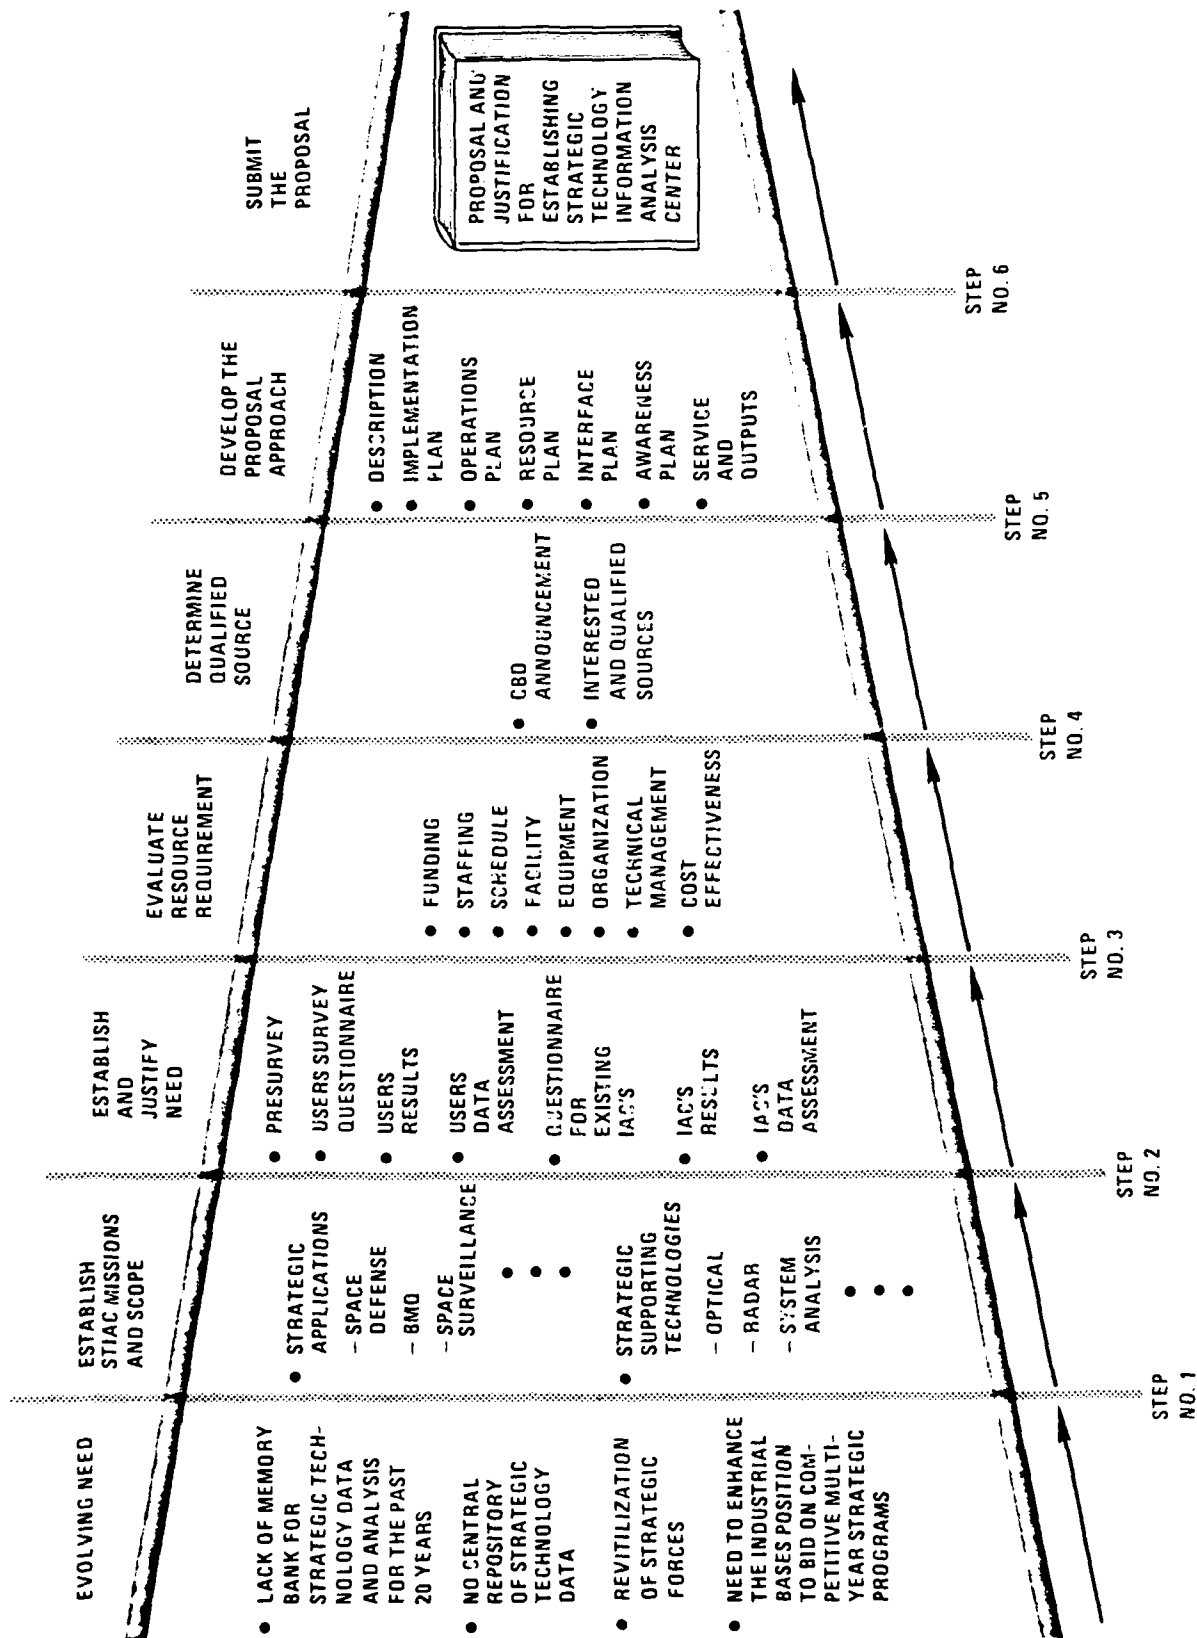 EVOLVING NEED
• LACK OF MEMORY
BANK FOR
STRATEGIC TECH-
NOLOGY DATA
AND ANALYSIS
FOR THE PAST
20 YEARS
• NO CENTRAL
REPOSITORY
OF STRATEGIC
TECHNOLOGY
DATA
• REVITILIZATION
OF STRATEGIC
FORCES
• NEED TO ENHANCE
THE INDUSTRIAL
BASES POSITION
TO BID ON COM-
PETITIVE MULTI-
YEAR STRATEGIC
PROGRAMS
STEP
NO. 1
ESTABLISH
STIAC MISSIONS
AND SCOPE
• STRATEGIC
APPLICATIONS
– SPACE
DEFENSE
– BMO
– SPACE
SURVEILLANCE
• STRATEGIC
SUPPORTING
TECHNOLOGIES
– OPTICAL
– RADAR
– SYSTEM
ANALYSIS
STEP
NO. 2
ESTABLISH
AND
JUSTIFY
NEED
• PRESURVEY
• USERS SURVEY
QUESTIONNAIRE
• USERS
RESULTS
• USERS
DATA
ASSESSMENT
• QUESTIONNAIRE
FOR
EXISTING
IAC'S
• IAC'S
RESULTS
• IAC'S
DATA
ASSESSMENT
STEP
NO. 3
EVALUATE
RESOURCE
REQUIREMENT
• FUNDING
• STAFFING
• SCHEDULE
• FACILITY
• EQUIPMENT
• ORGANIZATION
• TECHNICAL
MANAGEMENT
• COST
EFFECTIVENESS
STEP
NO. 4
DETERMINE
QUALIFIED
SOURCE
• CBD
ANNOUNCEMENT
• INTERESTED
AND QUALIFIED
SOURCES
STEP
NO. 5
DEVELOP THE
PROPOSAL
APPROACH
• DESCRIPTION
• IMPLEMENTATION
PLAN
• OPERATIONS
PLAN
• RESOURCE
PLAN
• INTERFACE
PLAN
• AWARENESS
PLAN
• SERVICE
AND
OUTPUTS
STEP
NO. 6
SUBMIT
THE
PROPOSAL
PROPOSAL AND
JUSTIFICATION
FOR
ESTABLISHING
STRATEGIC
TECHNOLOGY
INFORMATION
ANALYSIS
CENTER